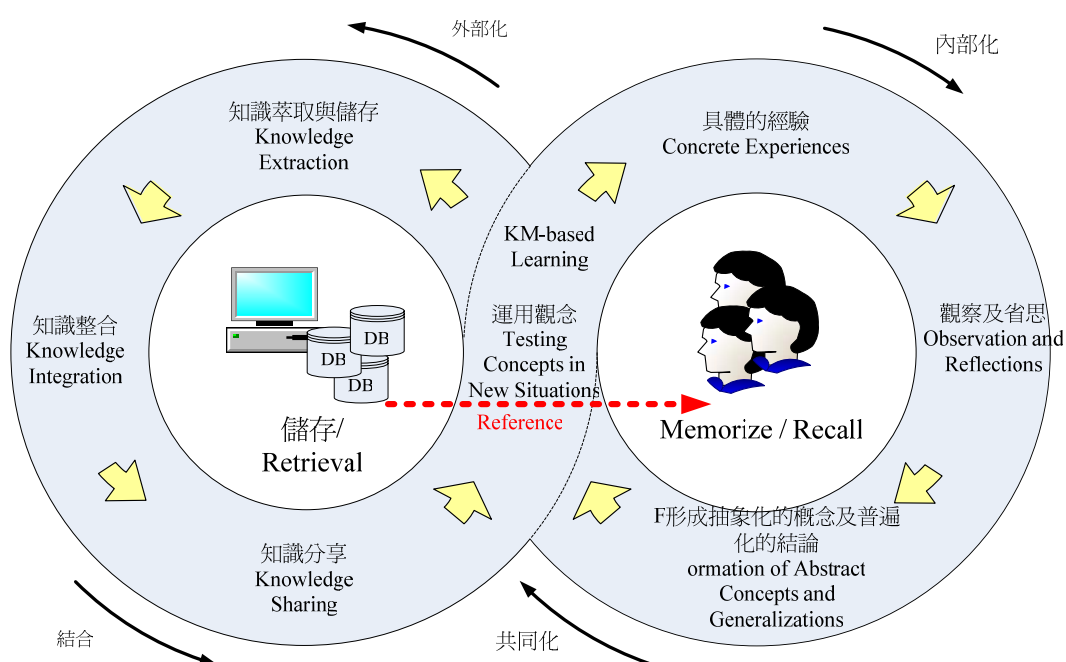 外部化
內部化
知識萃取與儲存
Knowledge
Extraction
具體的經驗
Concrete Experiences
KM-based
Learning
知識整合
Knowledge
Integration
DB
DB
DB
儲存/
Retrieval
運用觀念
Testing
Concepts in
New Situations
Reference
觀察及省思
Observation and
Reflections
Memorize / Recall
知識分享
Knowledge
Sharing
F形成抽象化的概念及普遍
化的結論
ormation of Abstract
Concepts and
Generalizations
結合
共同化